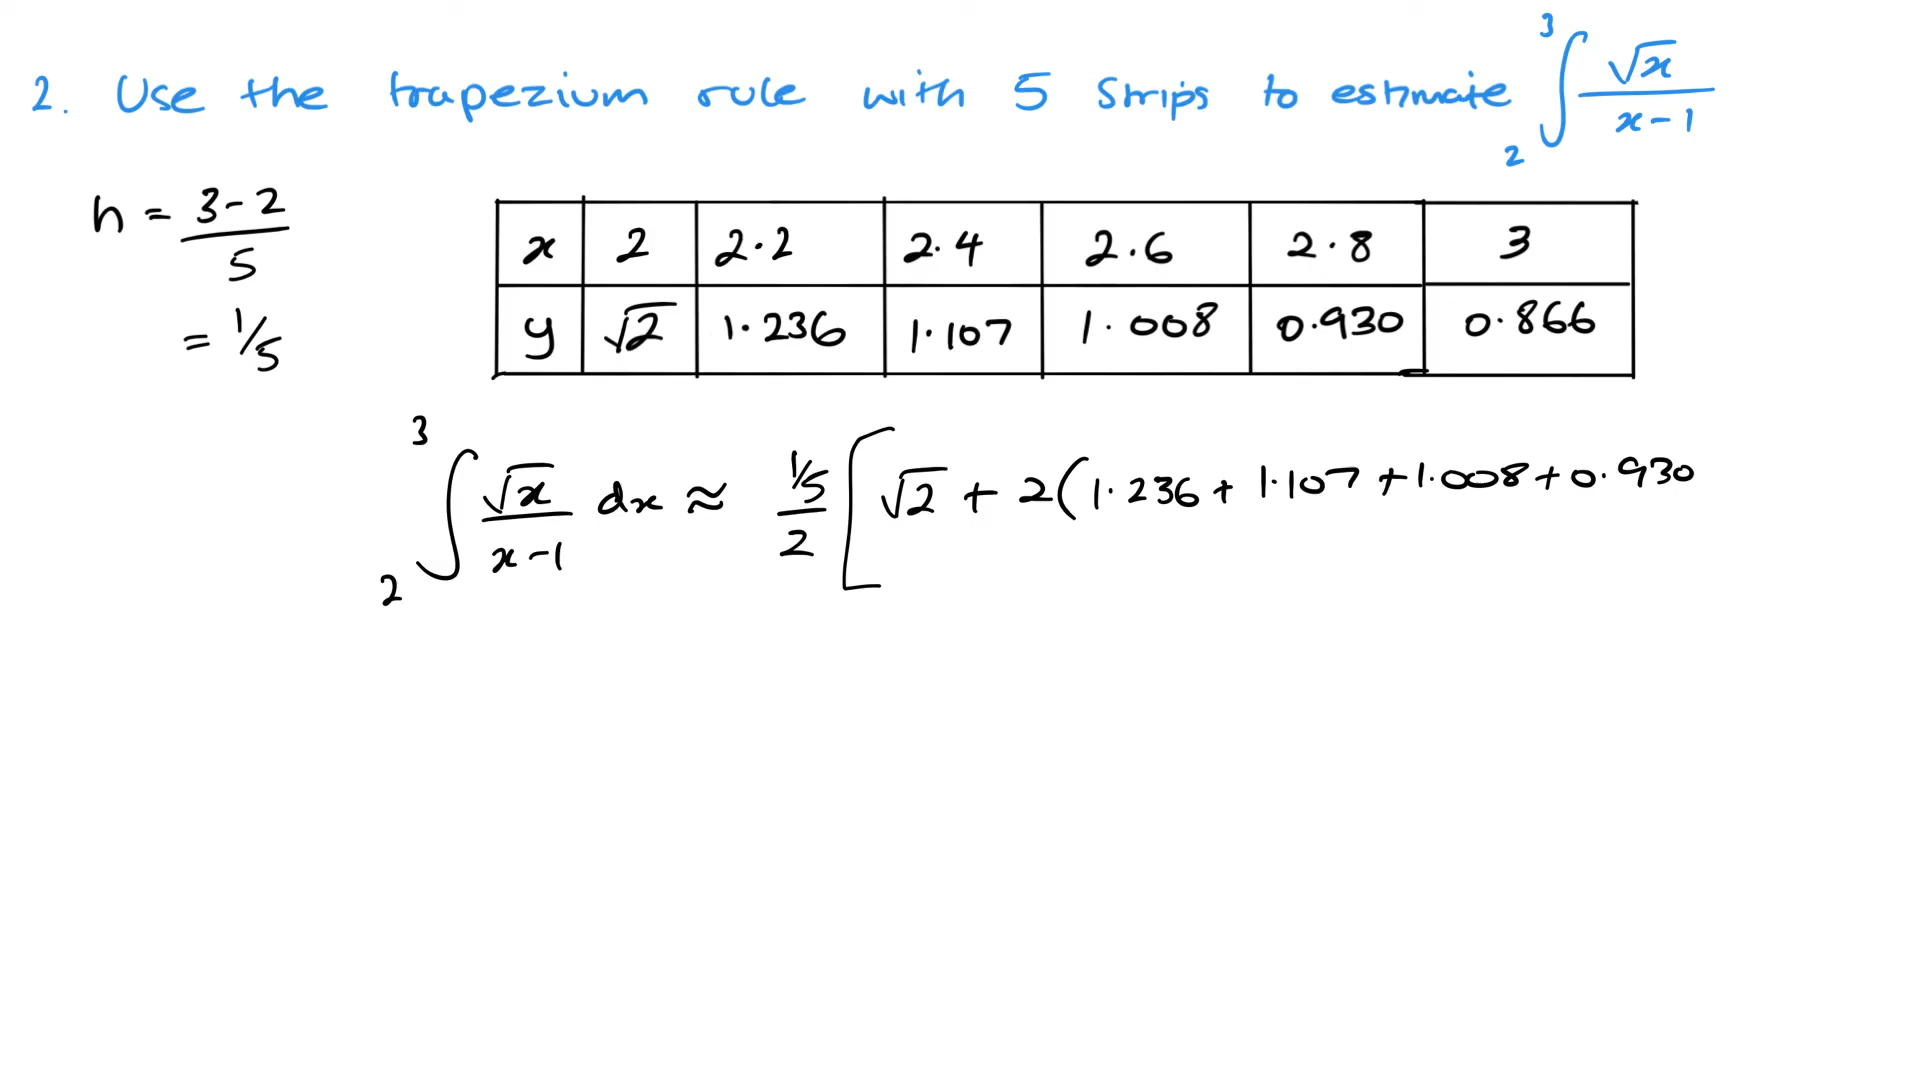 2. Use the trapezium rule with 5 strips to estimate ∫₂³ √x/(x-1)
h = (3-2)/5
= 1/5
x 2 2.2 2.4 2.6 2.8 3
y √2 1.236 1.107 1.008 0.930 0.866
∫₂³ √x/(x-1) dx ≈ (1/5)/2 [√2 + 2(1.236 + 1.107 + 1.008 + 0.930